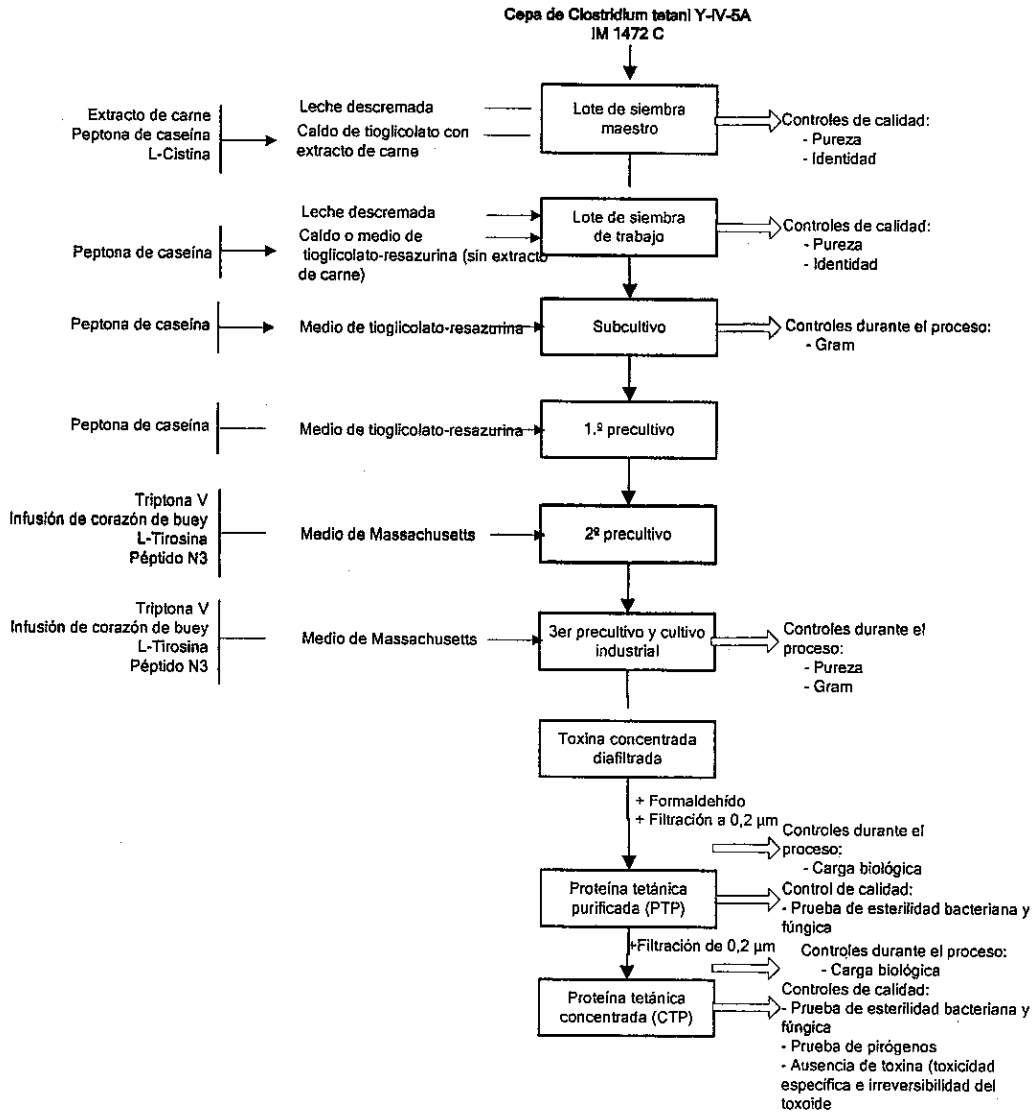 Cepa de Clostridium tetani Y-IV-5A
IM 1472 C
Extracto de carne
Peptona de caseína
L-Cistina
Leche descremada
Caldo de tioglicolato con
extracto de carne
Lote de siembra
maestro
Controles de calidad:
- Pureza
- Identidad
Peptona de caseína
Leche descremada
Caldo o medio de
tioglicolato-resazurina (sin extracto
de carne)
Lote de siembra
de trabajo
Controles de calidad:
- Pureza
- Identidad
Peptona de caseína
Medio de tioglicolato-resazurina
Subcultivo
Controles durante el proceso:
- Gram
Peptona de caseína
Medio de tioglicolato-resazurina
1.º precultivo
Triptona V
Infusión de corazón de buey
L-Tirosina
Péptido N3
Medio de Massachusetts
2º precultivo
Triptona V
Infusión de corazón de buey
L-Tirosina
Péptido N3
Medio de Massachusetts
3er precultivo y cultivo
industrial
Controles durante el
proceso:
- Pureza
- Gram
Toxina concentrada
diafiltrada
+ Formaldehído
+ Filtración a 0,2 µm
Controles durante el
proceso:
- Carga biológica
Proteína tetánica
purificada (PTP)
Control de calidad:
- Prueba de esterilidad bacteriana y
fúngica
+Filtración de 0,2 µm
Controles durante el proceso:
- Carga biológica
Proteína tetánica
concentrada (CTP)
Controles de calidad:
- Prueba de esterilidad bacteriana y
fúngica
- Prueba de pirógenos
- Ausencia de toxina (toxicidad
específica e irreversibilidad del
toxoide